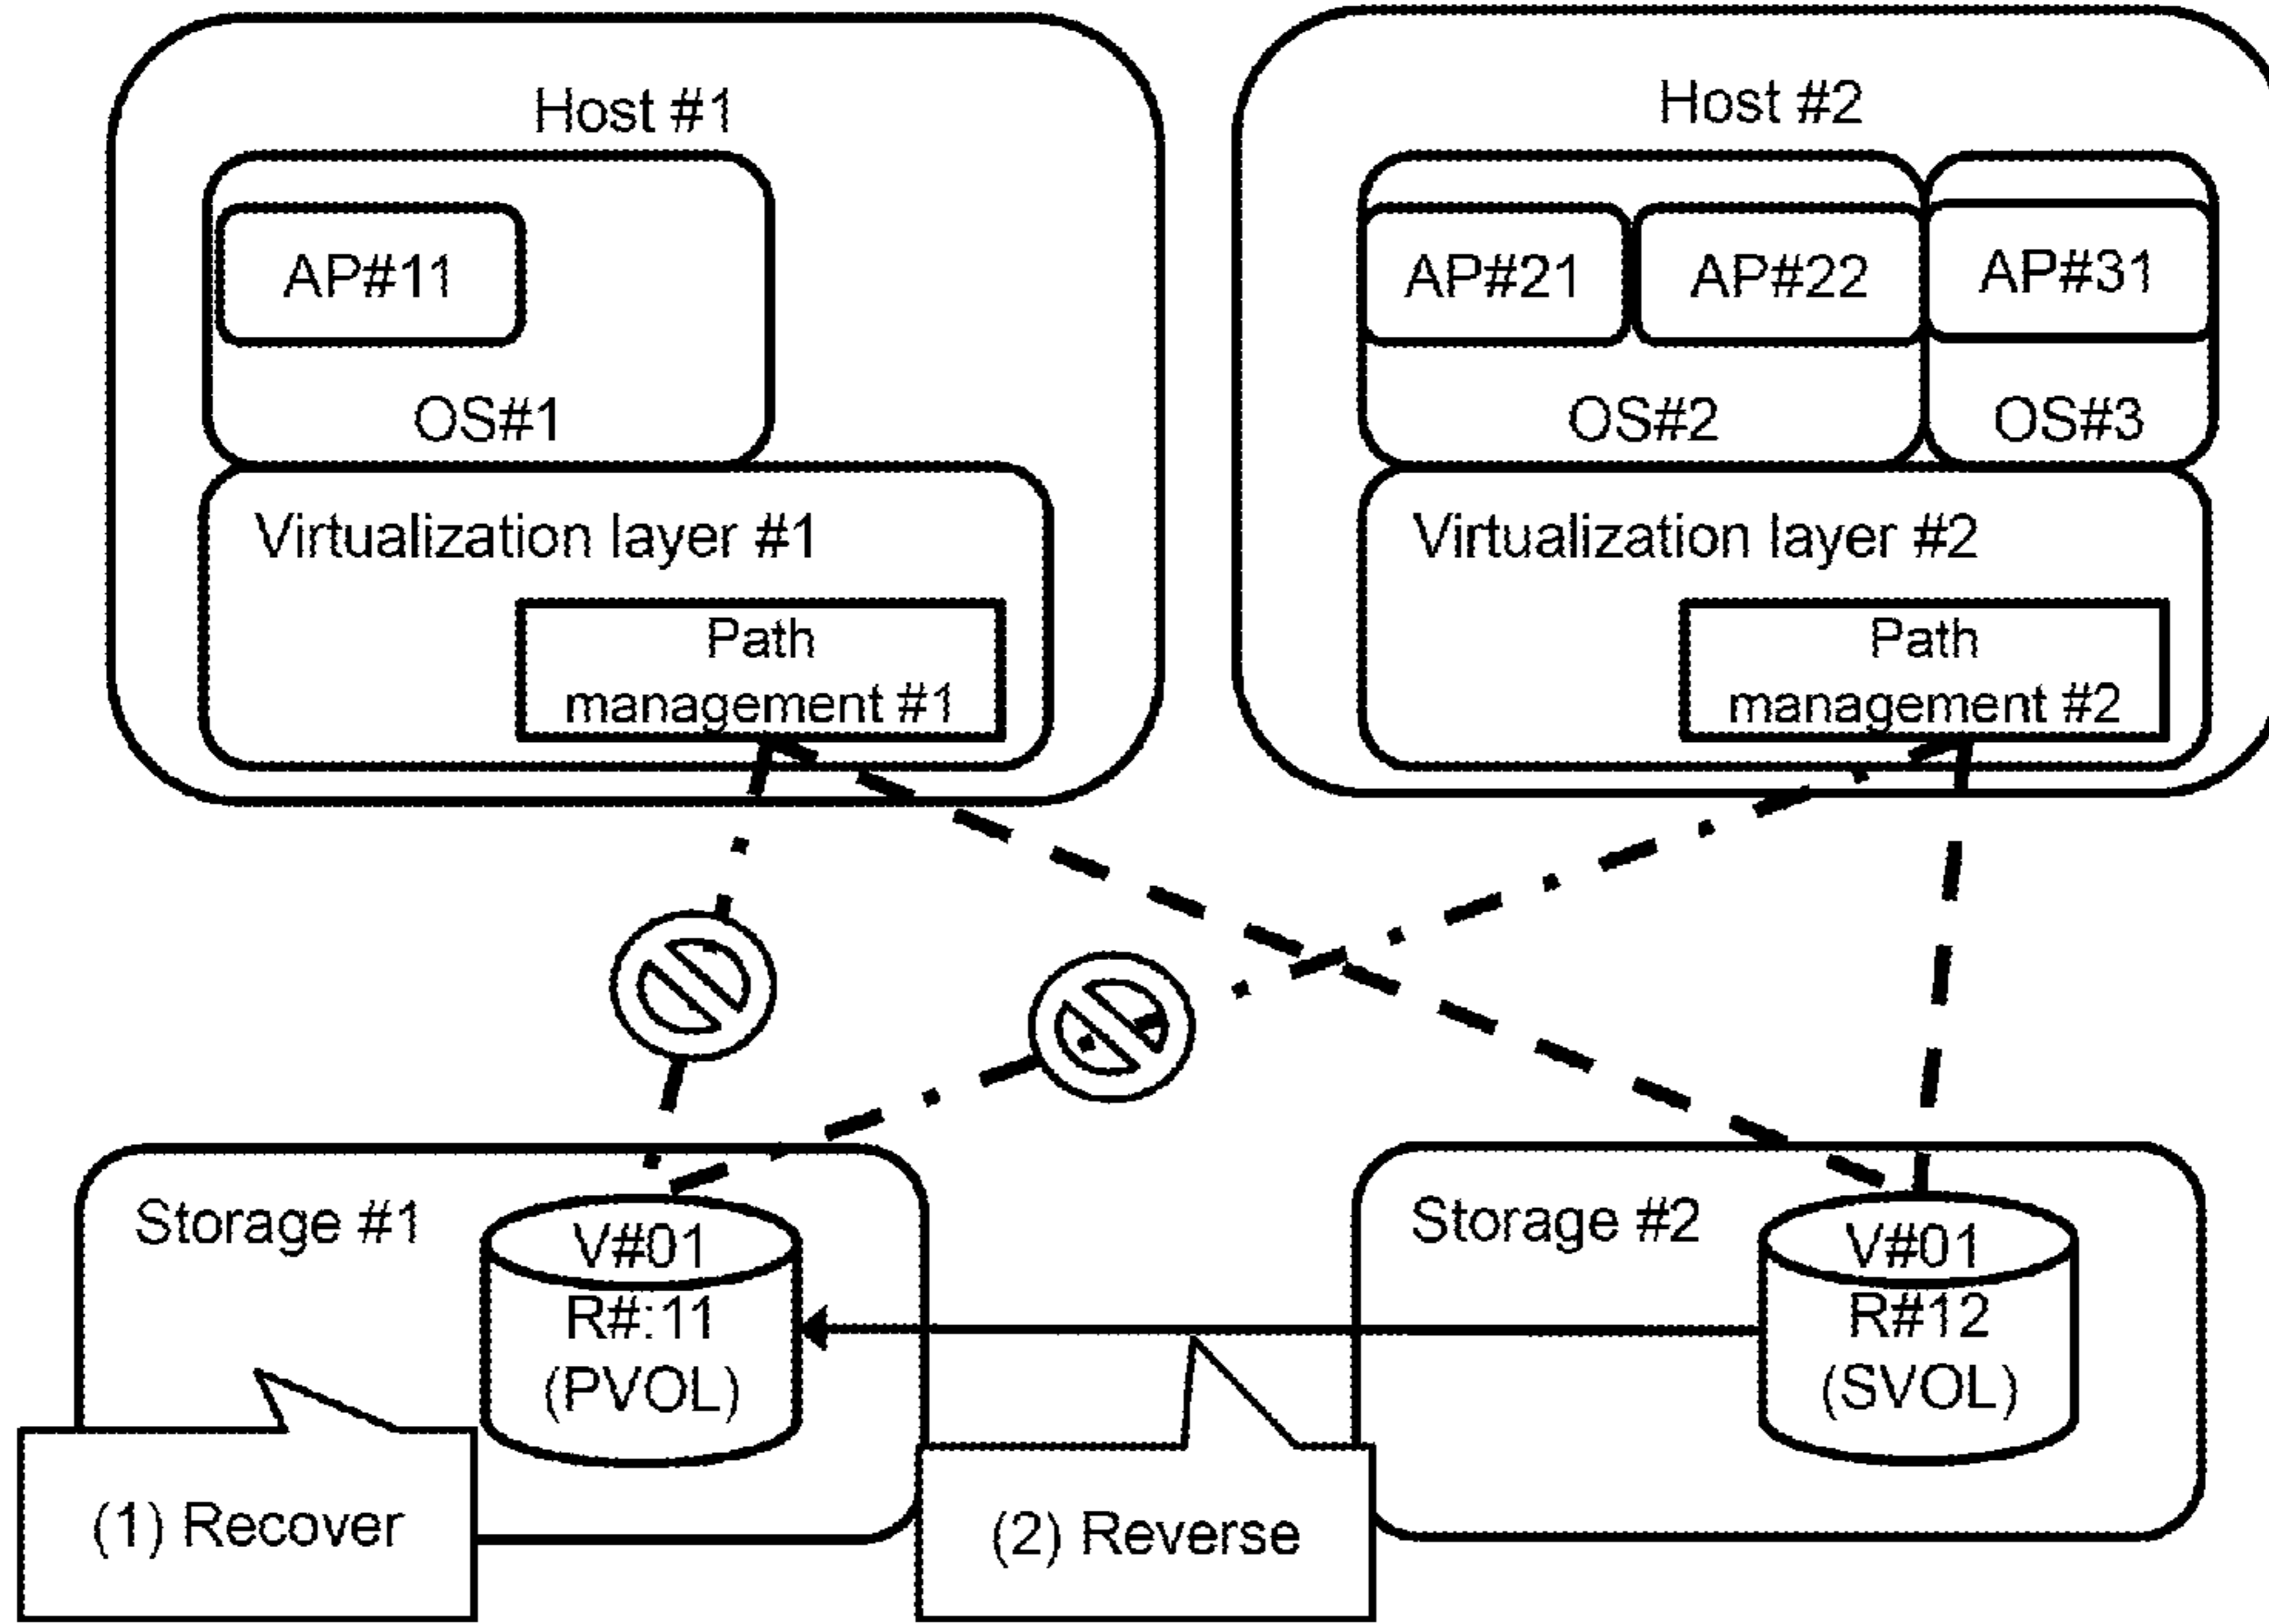 Host #1
AP#11
OS#1
Virtualization layer #1
Path
management #1
Host #2
AP#21
AP#22
AP#31
OS#2
OS#3
Virtualization layer #2
Path
management #2
Storage #1
V#01
R#:11
(PVOL)
(1) Recover
(2) Reverse
Storage #2
V#01
R#12
(SVOL)